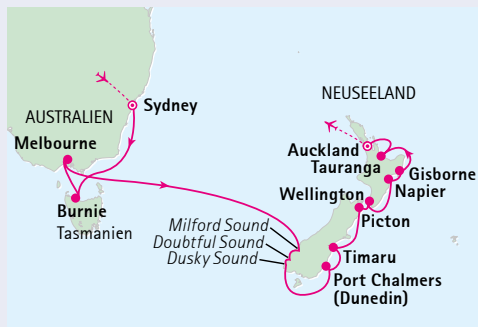 Sydney
AUSTRALIEN
Melbourne
Burnie
Tasmanien
NEUSEELAND
Auckland
Tauranga
Gisborne
Napier
Wellington
Picton
Milford Sound
Doubtful Sound
Dusky Sound
Timaru
Port Chalmers
(Dunedin)